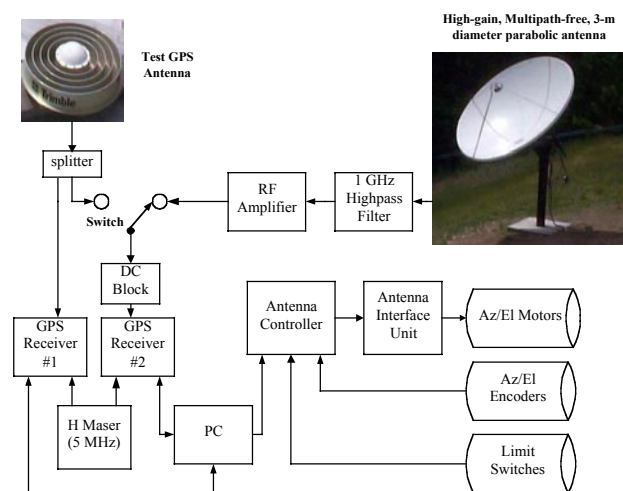 High-gain, Multipath-free, 3-m
diameter parabolic antenna
Test GPS
Antenna
Trimble
splitter
Switch
RF
Amplifier
1 GHz
Highpass
Filter
DC
Block
GPS
Receiver
#1
GPS
Receiver
#2
Antenna
Controller
Antenna
Interface
Unit
Az/El Motors
Az/El
Encoders
H Maser
(5 MHz)
PC
Limit
Switches